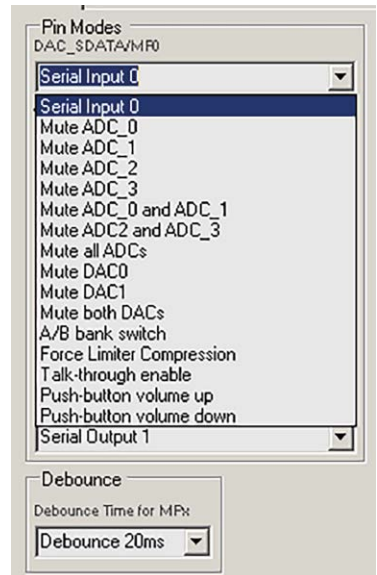 Pin Modes
DAC_SDATA/MP0
Serial Input 0
Serial Input 0
Mute ADC_0
Mute ADC_1
Mute ADC_2
Mute ADC_3
Mute ADC_0 and ADC_1
Mute ADC2 and ADC_3
Mute all ADCs
Mute DAC0
Mute DAC1
Mute both DACs
A/B bank switch
Force Limiter Compression
Talk-through enable
Push-button volume up
Push-button volume down
Serial Output 1
Debounce
Debounce Time for MPx
Debounce 20ms